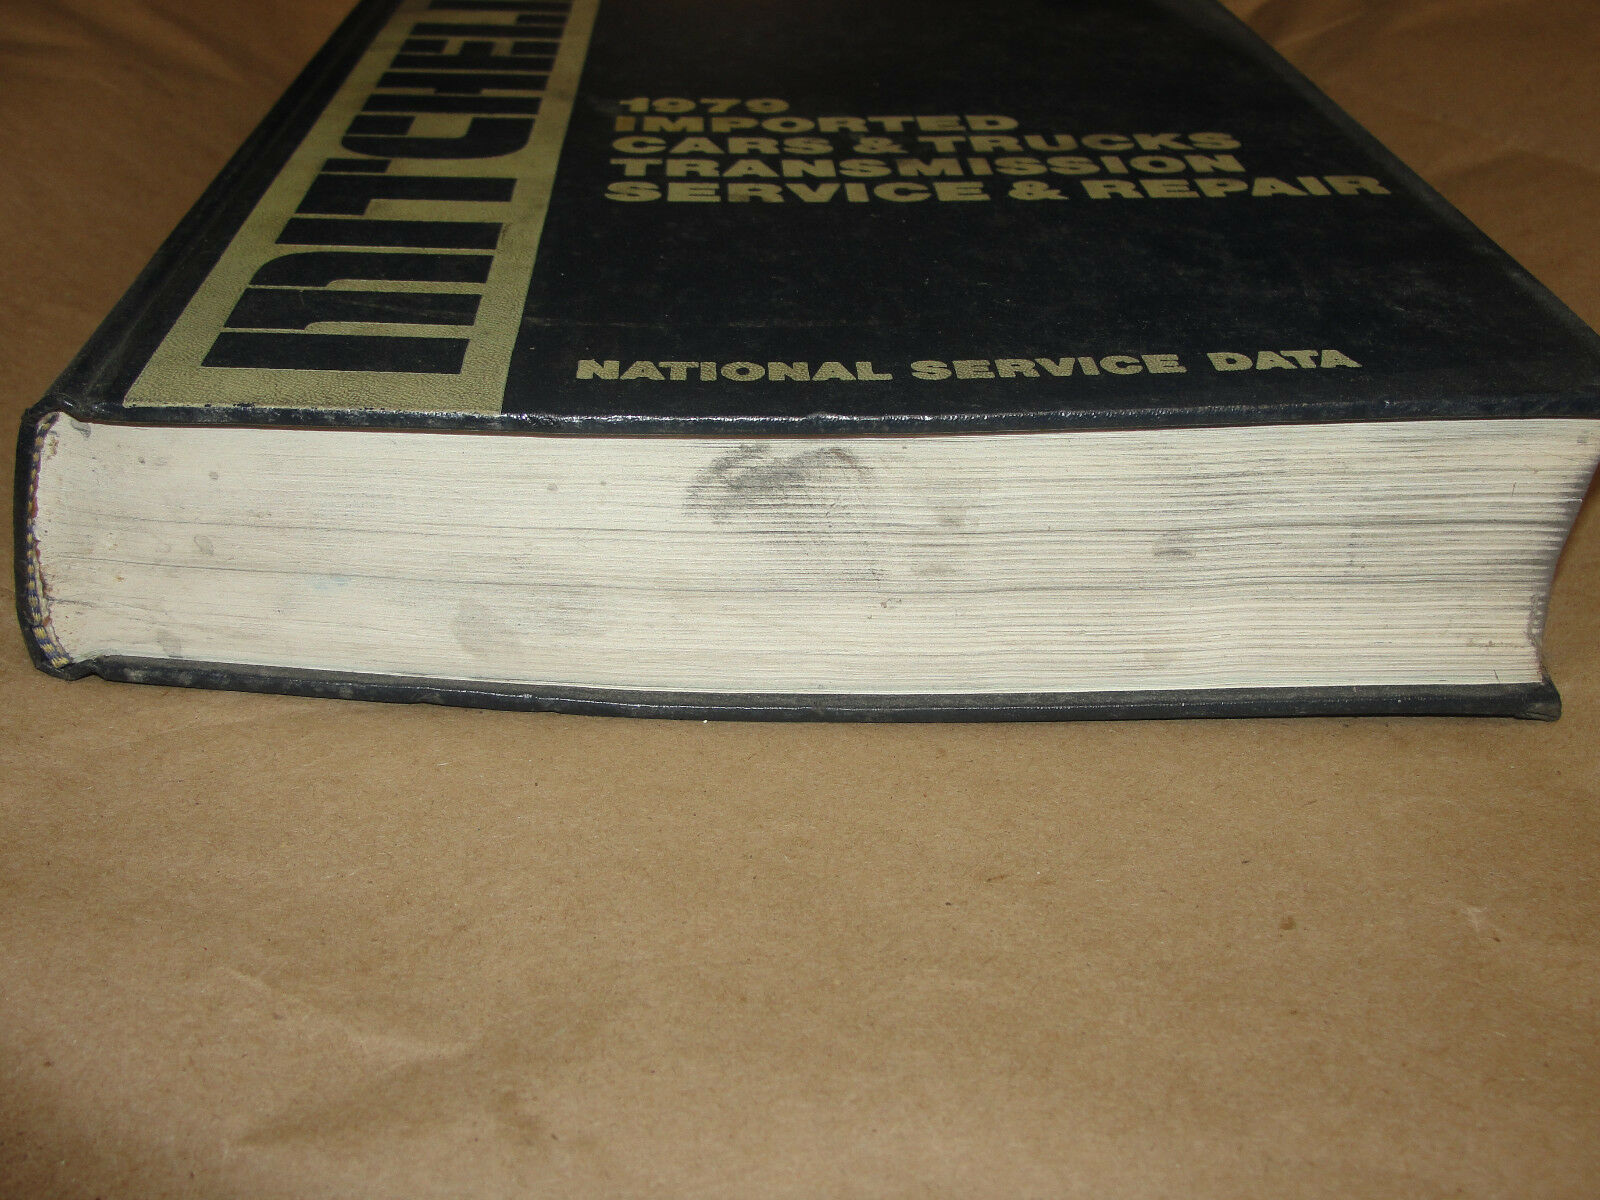 MITCHELL
1979
IMPORTED
CARS & TRUCKS
TRANSMISSION
SERVICE & REPAIR
NATIONAL SERVICE DATA